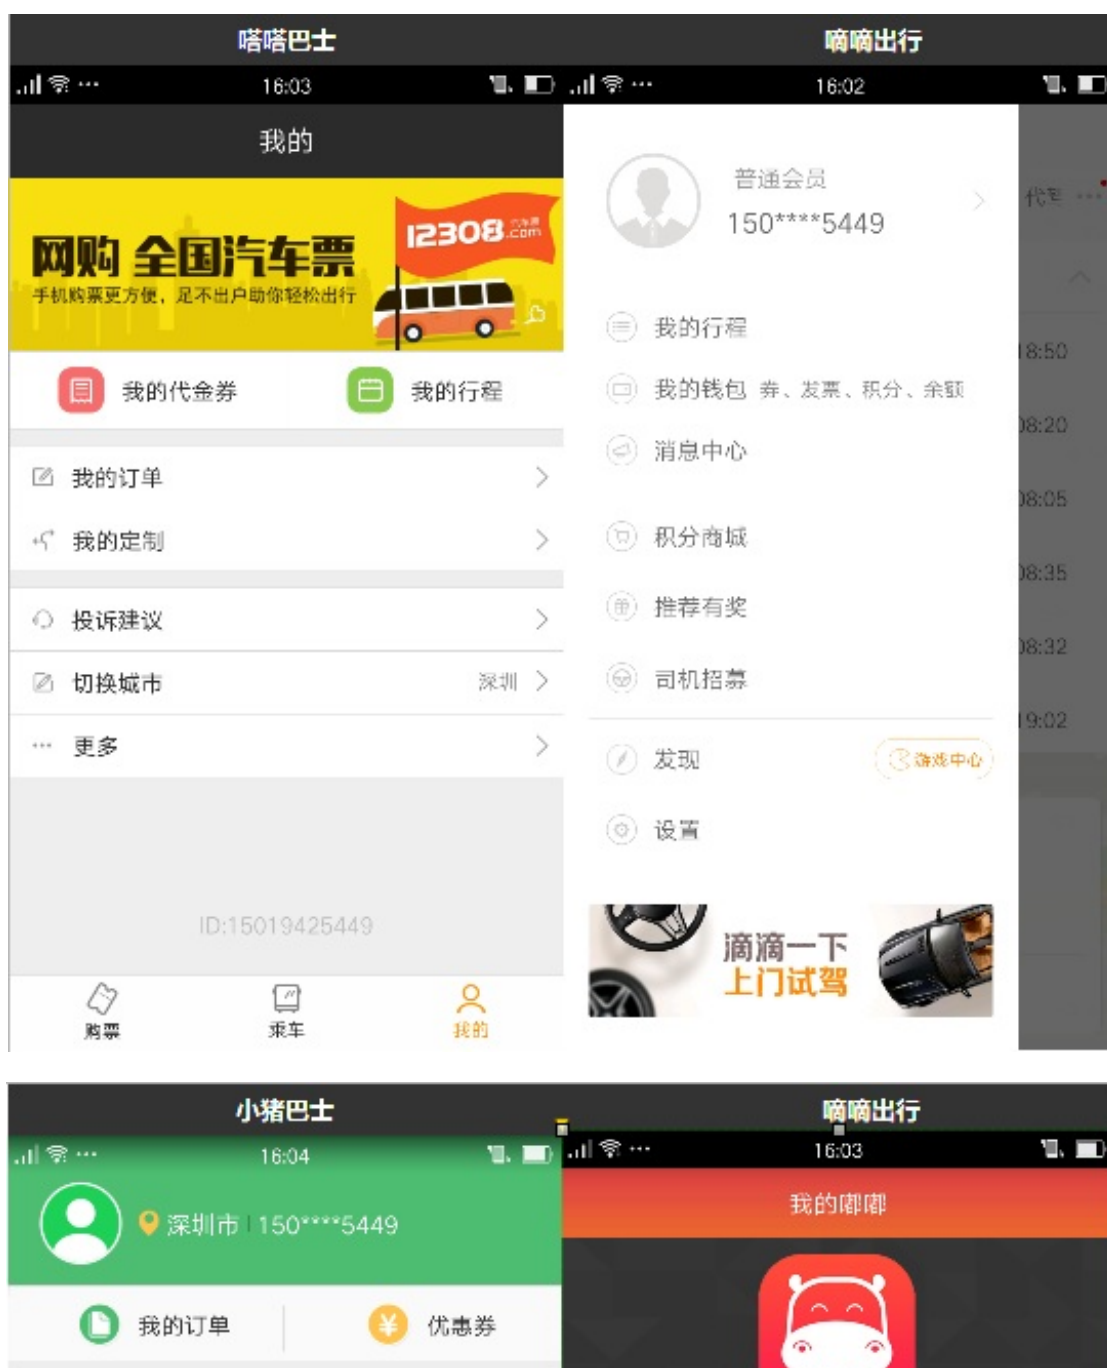 嗒嗒巴士
16:03
我的
网购 全国汽车票
手机购票更方便，足不出户助你轻松出行
12308 汽车票 .com
我的代金券
我的行程
我的订单
我的定制
投诉建议
切换城市 深圳
更多
ID:15019425449
购票
乘车
我的
嘀嘀出行
16:02
普通会员
150****5449
我的行程
我的钱包 券、发票、积分、余额
消息中心
积分商城
推荐有奖
司机招募
发现
游戏中心
设置
滴滴一下
上门试驾
代驾
18:50
08:20
08:05
08:35
08:32
19:02
小猪巴士
16:04
深圳市 150****5449
我的订单
优惠券
嘀嘀出行
16:03
我的嘟嘟